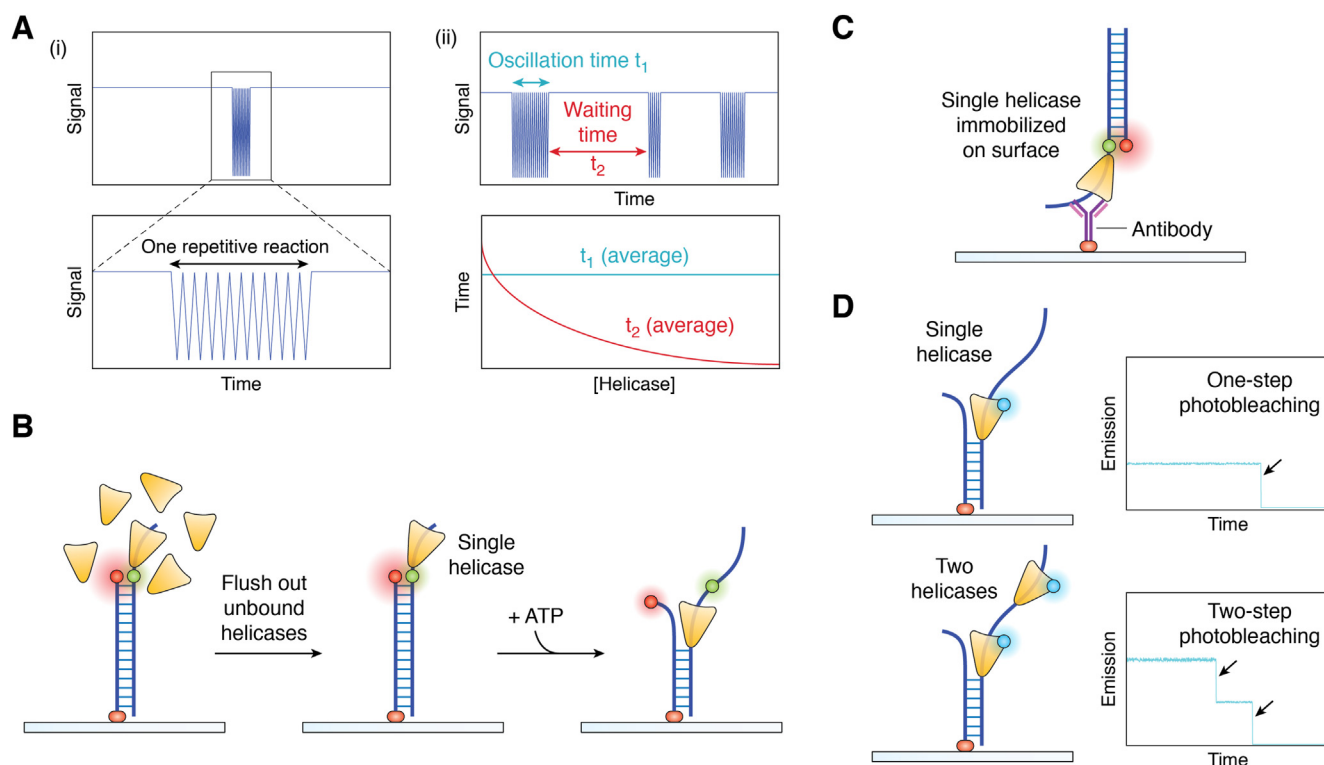 A
(i)
Signal
Signal
One repetitive reaction
Time
(ii)
Oscillation time t1
Waiting
time
t2
Signal
Time
t1 (average)
t2 (average)
Time
[Helicase]
B
Flush out
unbound
helicases
Single
helicase
+ ATP
C
Single helicase
immobilized
on surface
Antibody
D
Single
helicase
One-step
photobleaching
Emission
Time
Two
helicases
Two-step
photobleaching
Emission
Time